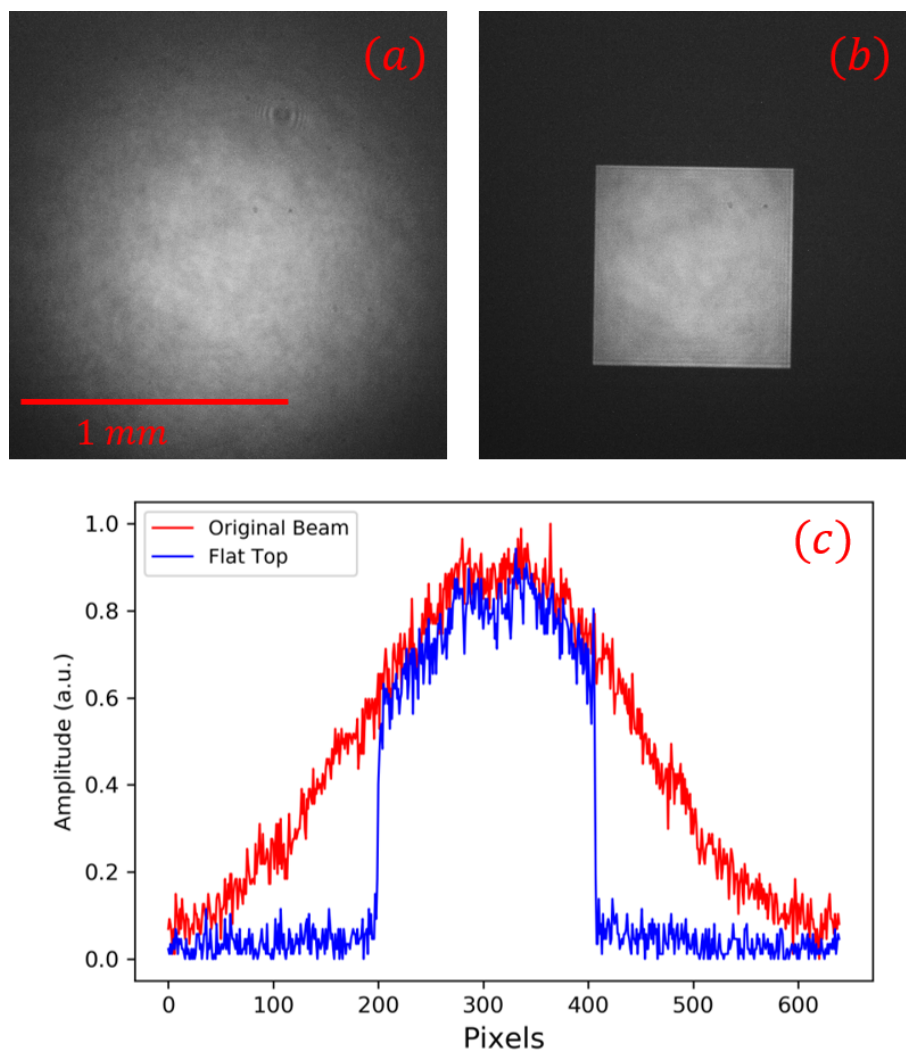 (a)
(b)
1 mm
(c)
Original Beam
Flat Top
1.0
0.8
0.6
0.4
0.2
0.0
Amplitude (a.u.)
0 100 200 300 400 500 600
Pixels